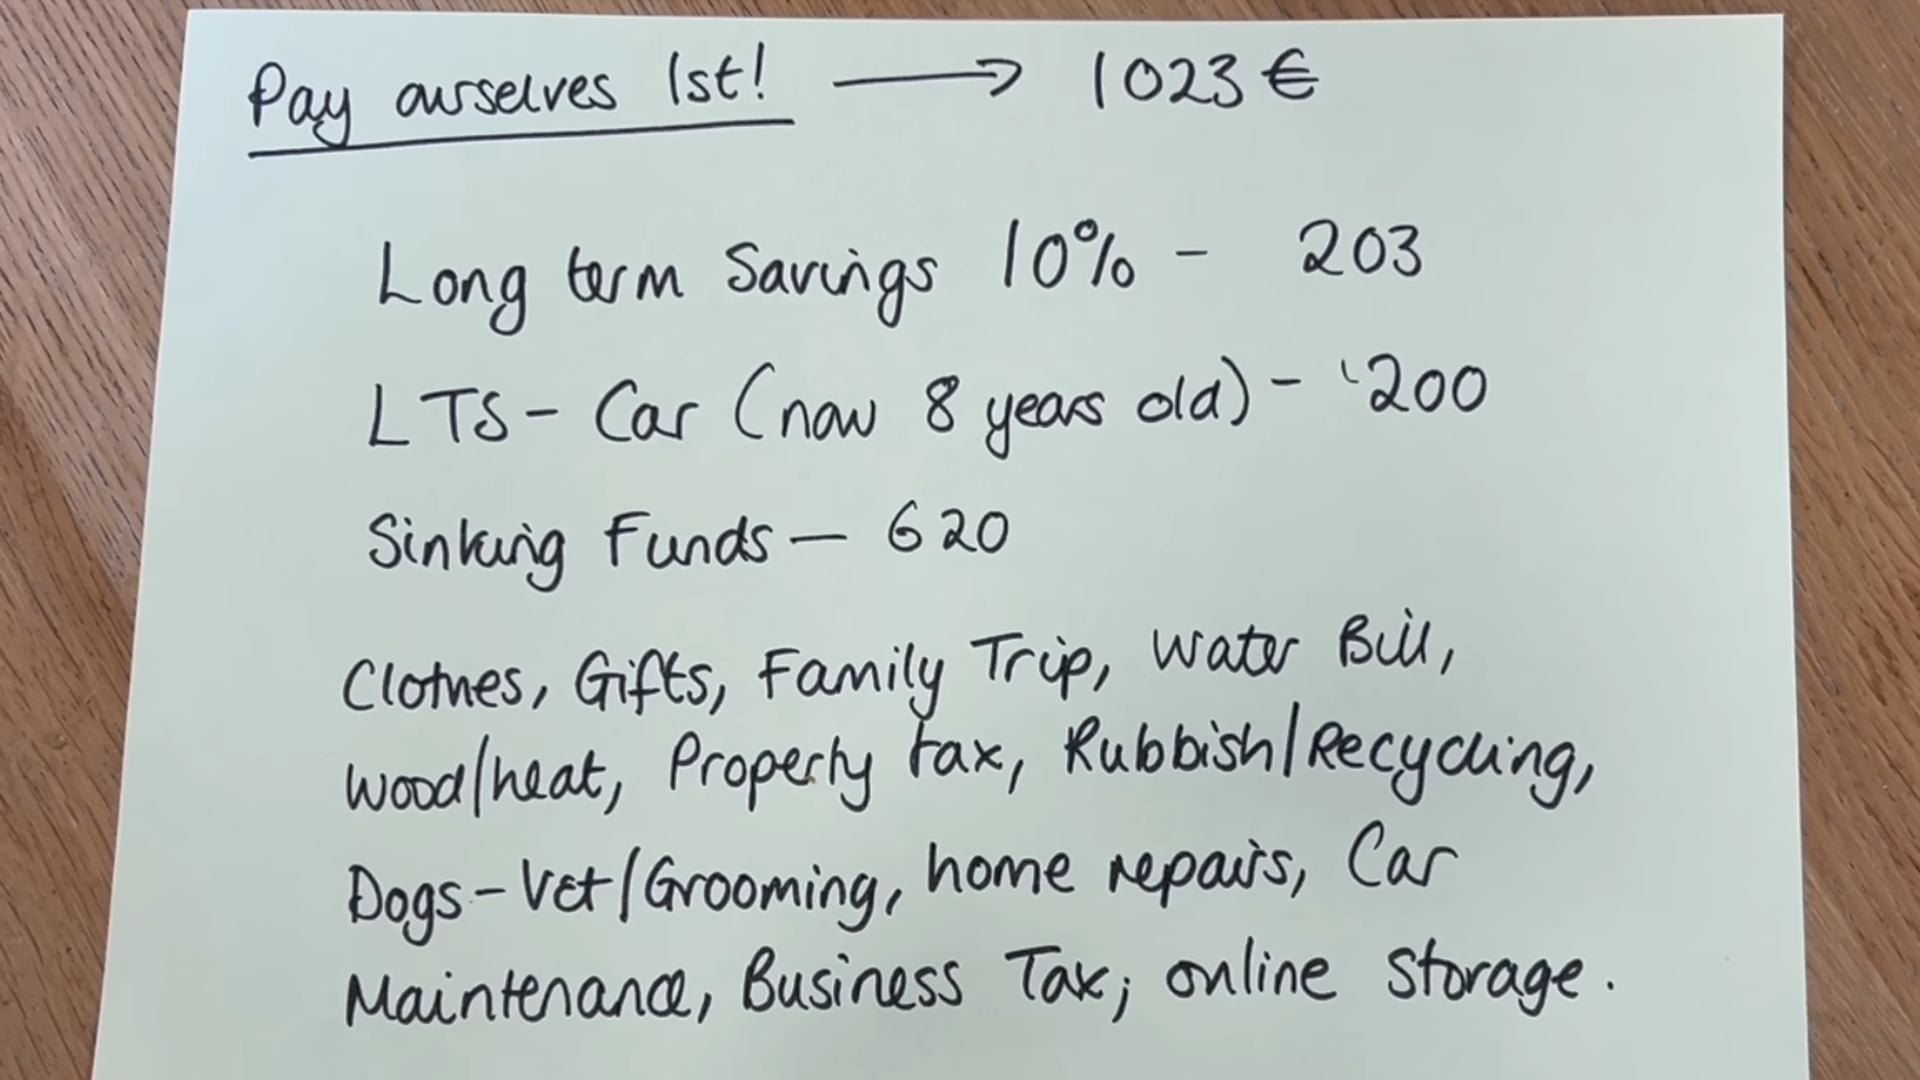 Pay ourselves 1st! → 1023€
Long term Savings 10% - 203
LTS - Car (now 8 years old) - 200
Sinking Funds - 620
Clothes, Gifts, Family Trip, Water Bill,
Wood/heat, Property tax, Rubbish/Recycling,
Dogs - Vet/Grooming, home repairs, Car
Maintenance, Business Tax, online Storage.